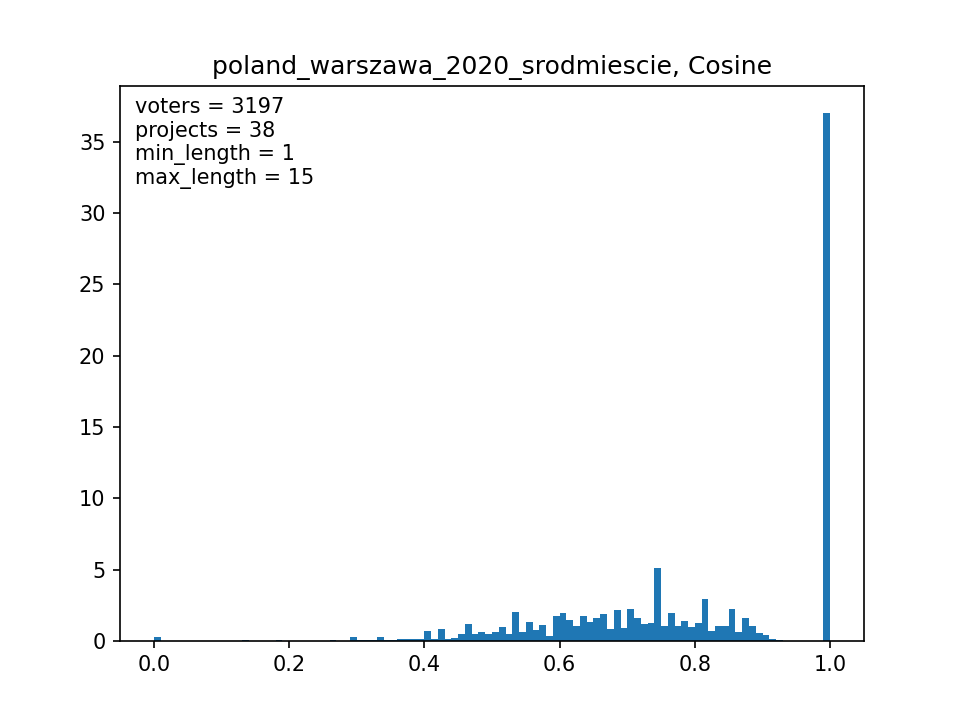 poland_warszawa_2020_srodmiescie, Cosine
voters = 3197
projects = 38
min_length = 1
max_length = 15
35
30
25
20
15
10
5
0
0.0 0.2 0.4 0.6 0.8 1.0